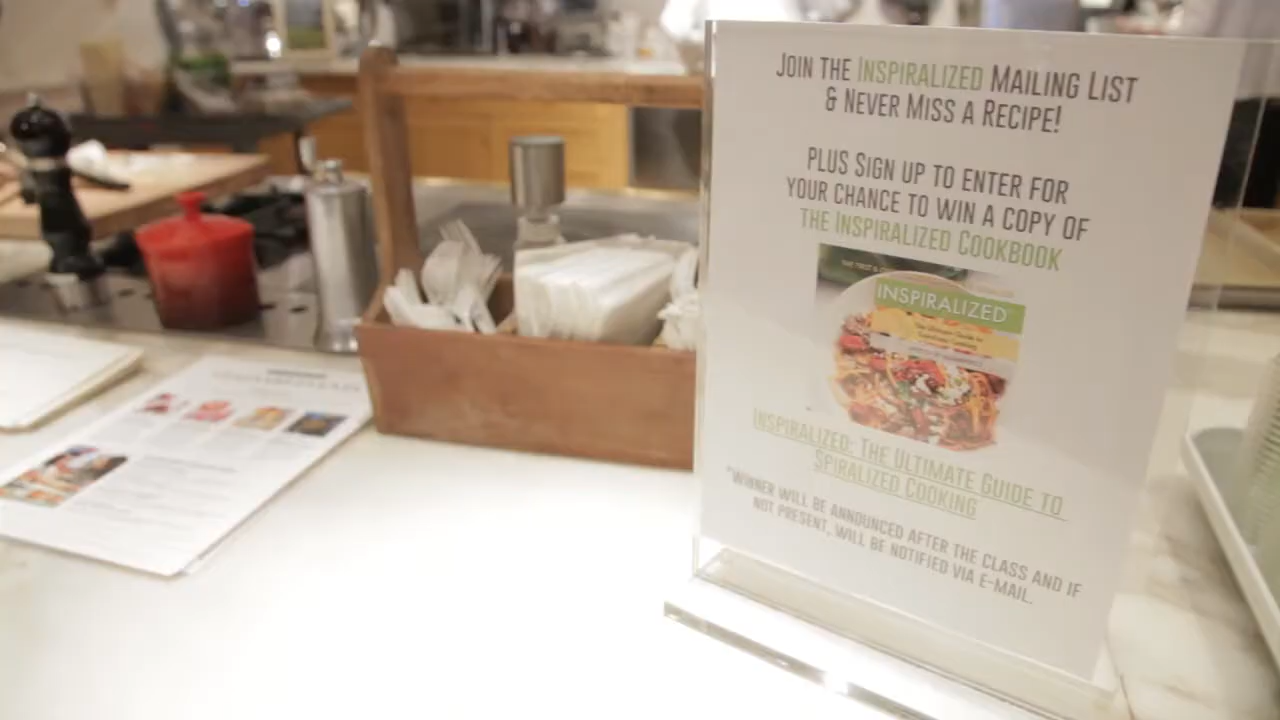 JOIN THE INSPIRALIZED MAILING LIST
& NEVER MISS A RECIPE!
PLUS SIGN UP TO ENTER FOR
YOUR CHANCE TO WIN A COPY OF
THE INSPIRALIZED COOKBOOK
INSPIRALIZED
INSPIRALIZED: THE ULTIMATE GUIDE TO
SPIRALIZED COOKING
*WINNER WILL BE ANNOUNCED AFTER THE CLASS AND IF
NOT PRESENT, WILL BE NOTIFIED VIA E-MAIL.